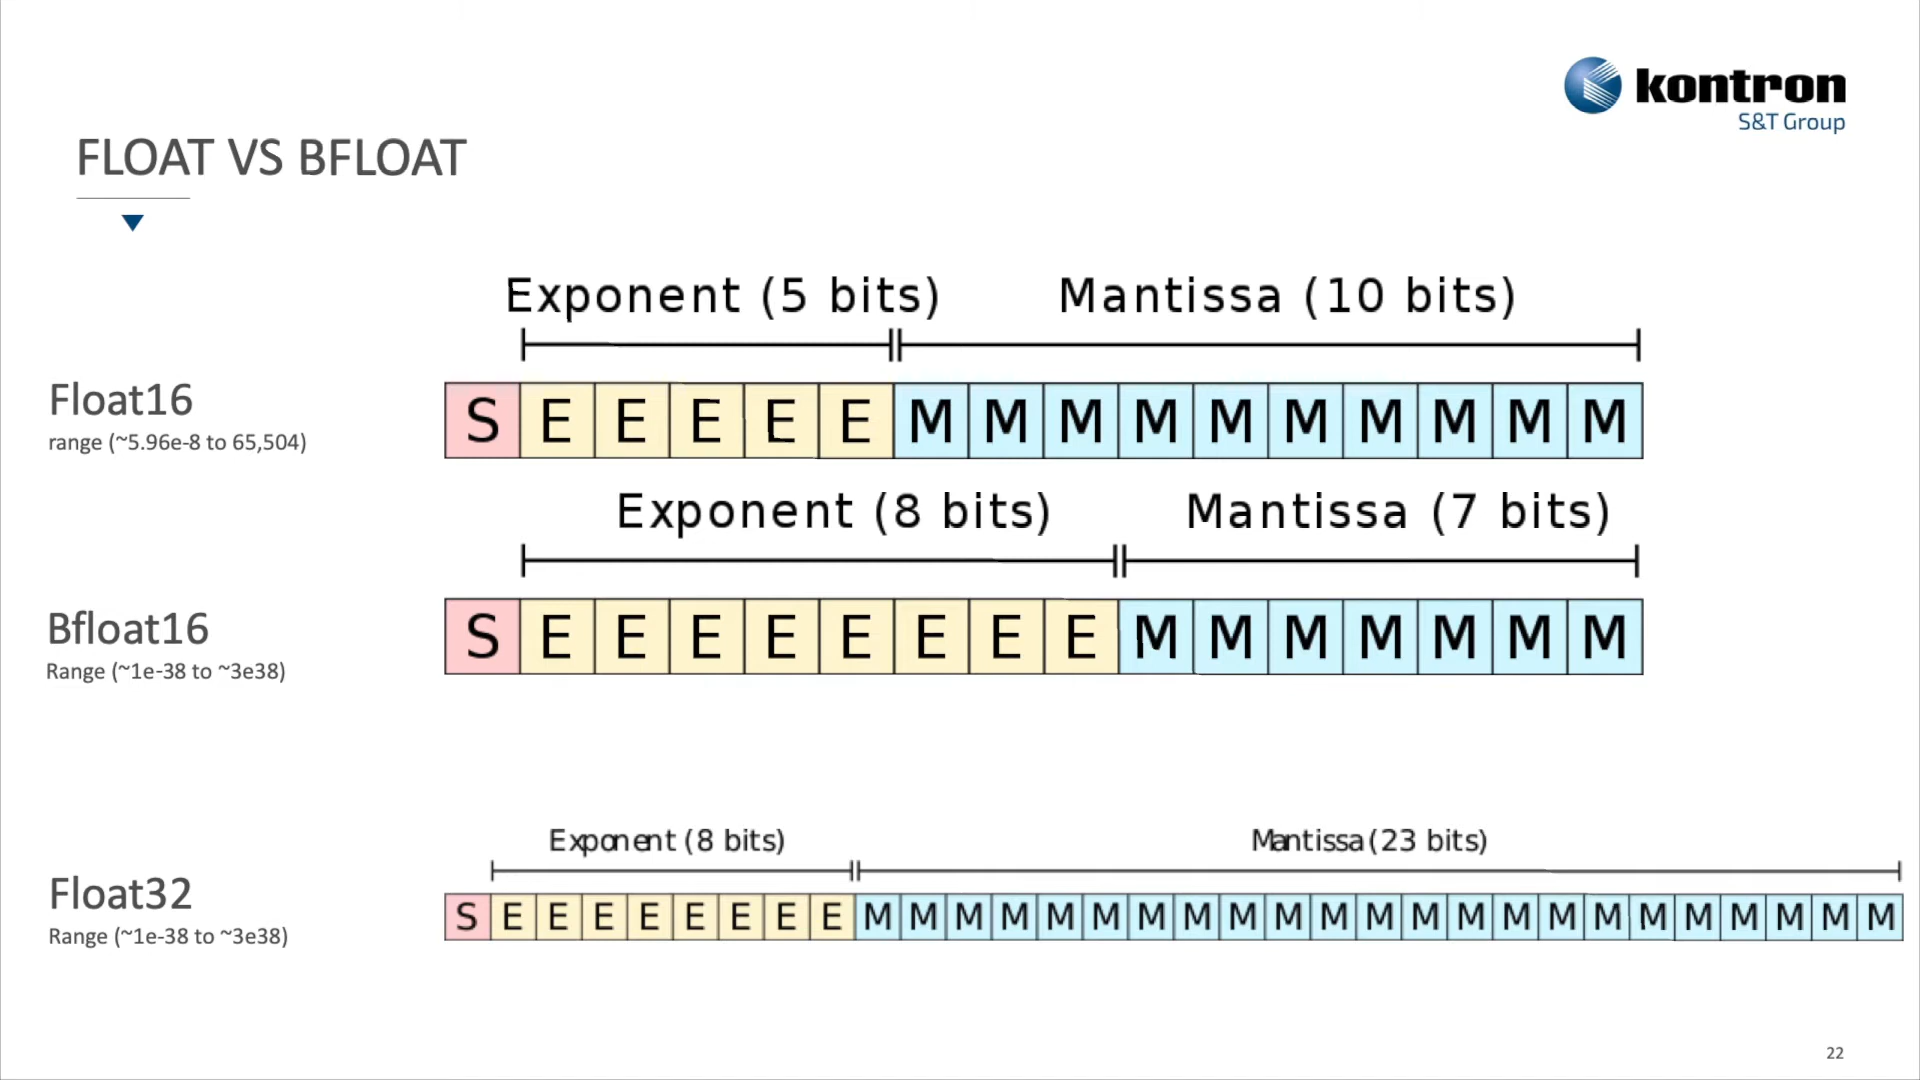 kontron
S&T Group
FLOAT VS BFLOAT
Exponent (5 bits) Mantissa (10 bits)
Float16
range (~5.96e-8 to 65,504)
S E E E E E M M M M M M M M M M
Exponent (8 bits) Mantissa (7 bits)
Bfloat16
Range (~1e-38 to ~3e38)
S E E E E E E E E M M M M M M M
Exponent (8 bits) Mantissa (23 bits)
Float32
Range (~1e-38 to ~3e38)
S E E E E E E E E M M M M M M M M M M M M M M M M M M M M M M M
22